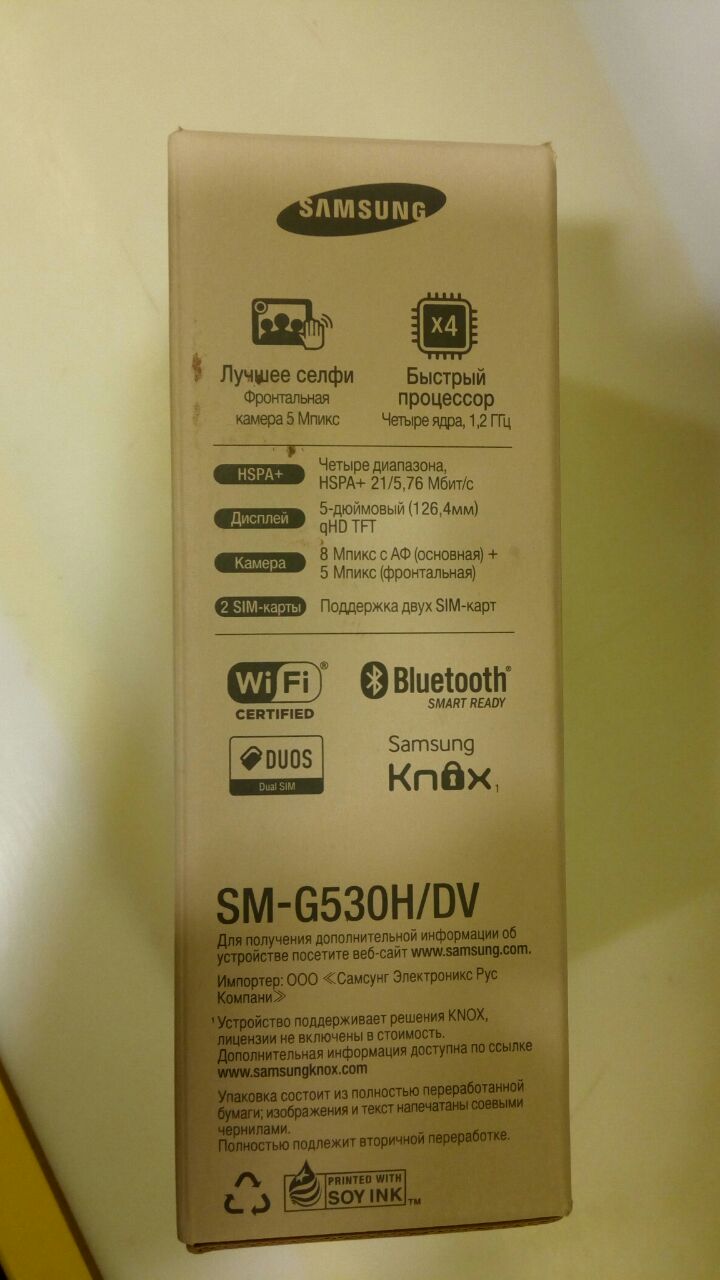 SAMSUNG
X4
Лучшее селфи
Фронтальная
камера 5 Мпикс
Быстрый
процессор
Четыре ядра, 1,2 ГГц
HSPA+
Четыре диапазона,
HSPA+ 21/5,76 Мбит/с
Дисплей
5-дюймовый (126,4мм)
qHD TFT
Камера
8 Мпикс с АФ (основная) +
5 Мпикс (фронтальная)
2 SIM-карты
Поддержка двух SIM-карт
Wi Fi ®
CERTIFIED
Bluetooth®
SMART READY
DUOS
Dual SIM
Samsung
Knox 1
SM-G530H/DV
Для получения дополнительной информации об
устройстве посетите веб-сайт www.samsung.com.
Импортер: ООО ≪Самсунг Электроникс Рус
Компани≫
¹ Устройство поддерживает решения KNOX,
лицензии не включены в стоимость.
Дополнительная информация доступна по ссылке
www.samsungknox.com
Упаковка состоит из полностью переработанной
бумаги; изображения и текст напечатаны соевыми
чернилами.
Полностью подлежит вторичной переработке.
PRINTED WITH
SOY INK TM